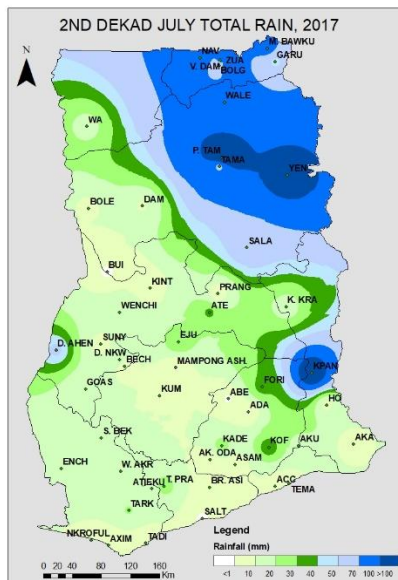 2ND DEKAD JULY TOTAL RAIN, 2017
N
M. BAWKU
NAV
ZUA
GARU
V. DAM
BOLG
WALE
WA
P. TAM
TAMA
YEN
BOLE
DAM
SALA
BUI
KINT
PRANG
K. KRA
WENCHI
ATE
D. AHEN
SUNY
EJU
D. NKW
BECH
MAMPONG ASH.
KPAN
GOAS
KUM
FORI
ABE
HO
ADA
S. BEK
KADE
KOF
AKU
AKA
ENCH
W. AKR
AK. ODA
ASAM
ATIEKU
T. PRA
BR. ASI
ACC
TEMA
TARK
SALT
NKROFUL
AXIM
TADI
Legend
Rainfall (mm)
<1 10 20 30 40 50 70 100 >100
0 20 40 80 120 160
Km